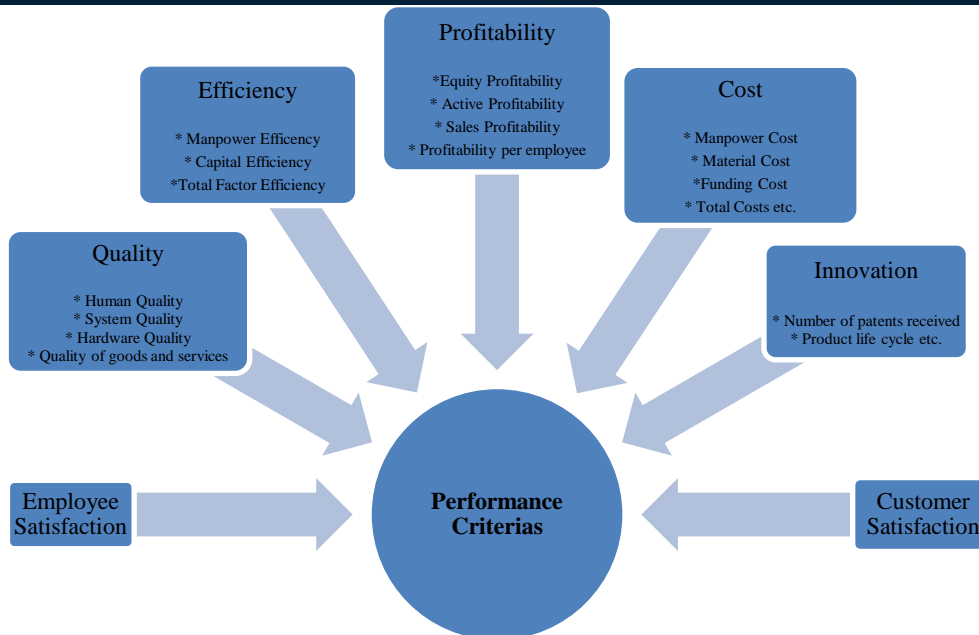 Profitability
*Equity Profitability
* Active Profitability
* Sales Profitability
* Profitability per employee
Efficiency
* Manpower Efficency
* Capital Efficiency
*Total Factor Efficiency
Cost
* Manpower Cost
* Material Cost
*Funding Cost
* Total Costs etc.
Quality
* Human Quality
* System Quality
* Hardware Quality
* Quality of goods and services
Innovation
* Number of patents received
* Product life cycle etc.
Employee
Satisfaction
Performance
Criterias
Customer
Satisfaction